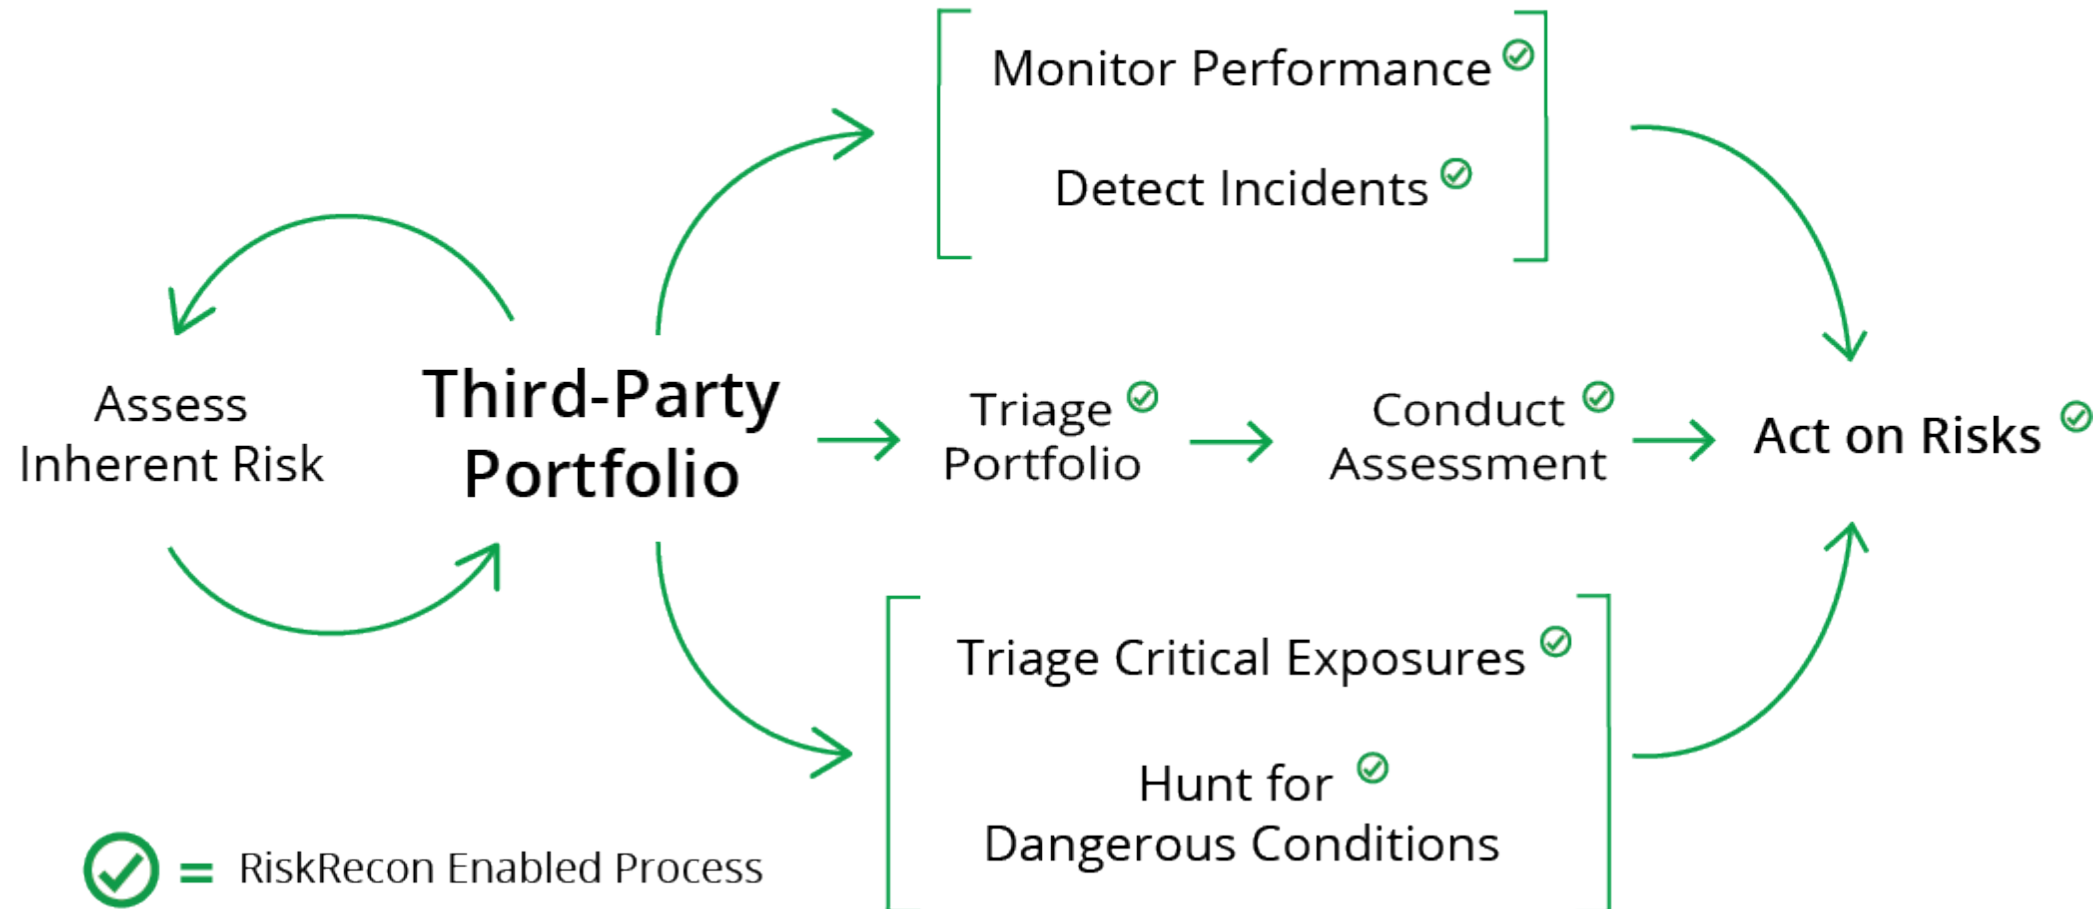 Monitor Performance
Detect Incidents
Assess
Inherent Risk
Third-Party
Portfolio
Triage
Portfolio
Conduct
Assessment
Act on Risks
Triage Critical Exposures
Hunt for
Dangerous Conditions
= RiskRecon Enabled Process